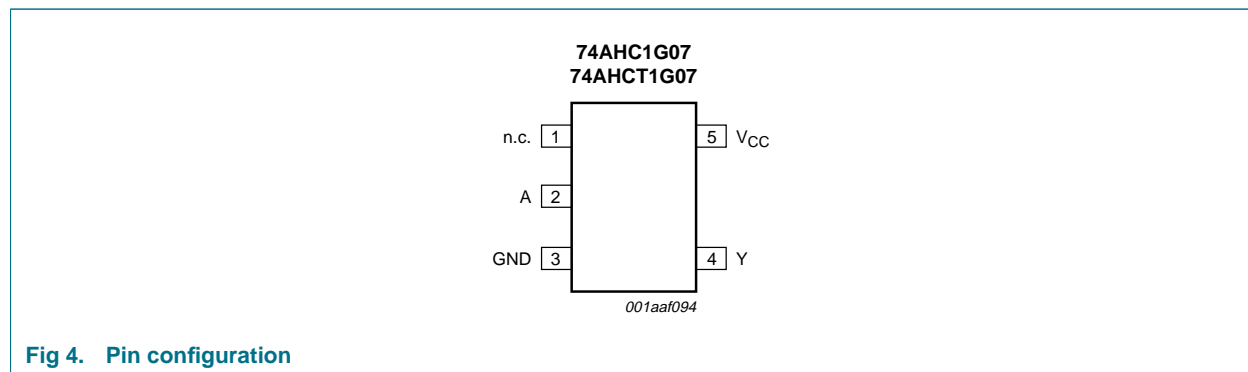 74AHC1G07
74AHCT1G07
n.c. 1
5 VCC
A 2
GND 3
4 Y
001aaf094
Fig 4. Pin configuration